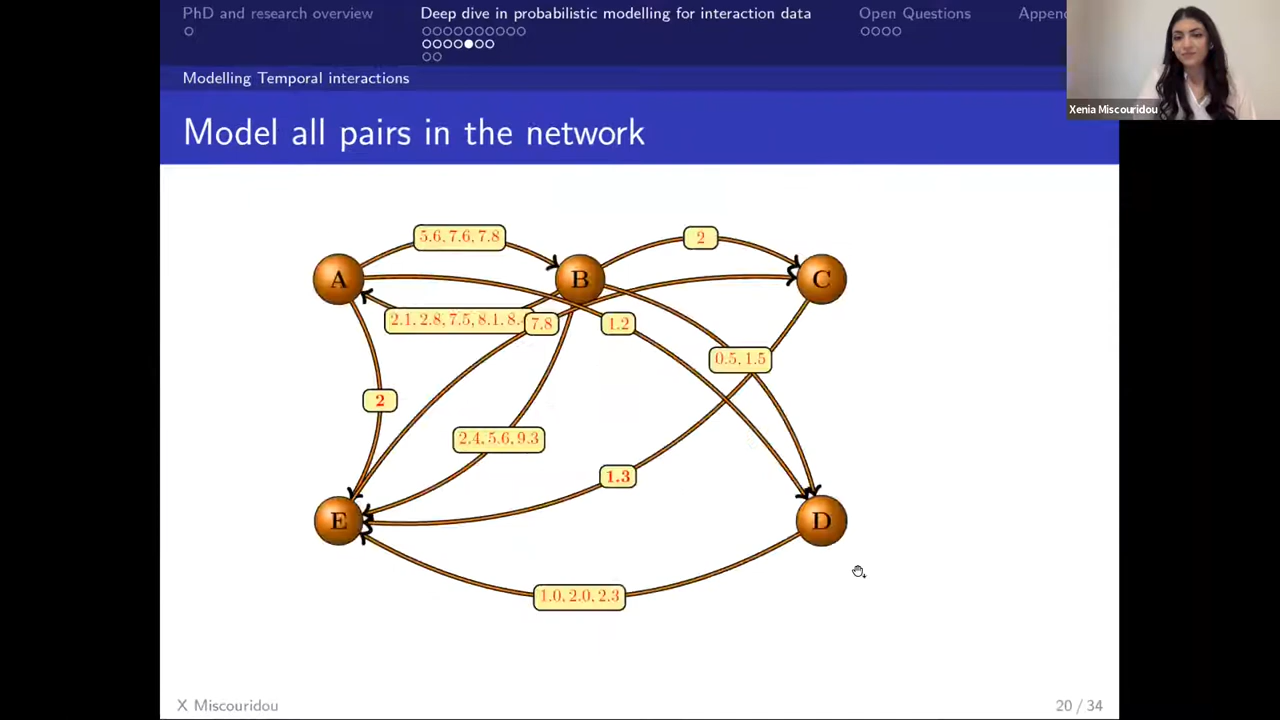 PhD and research overview
Deep dive in probabilistic modelling for interaction data
Open Questions
Modelling Temporal interactions
Xenia Miscouridou
Model all pairs in the network
5.6, 7.6, 7.8
2
A
B
C
2.1, 2.8, 7.5, 8.1, 8.
7.8
1.2
0.5, 1.5
2
2.4, 5.6, 9.3
1.3
E
D
1.0, 2.0, 2.3
X Miscouridou
20 / 34